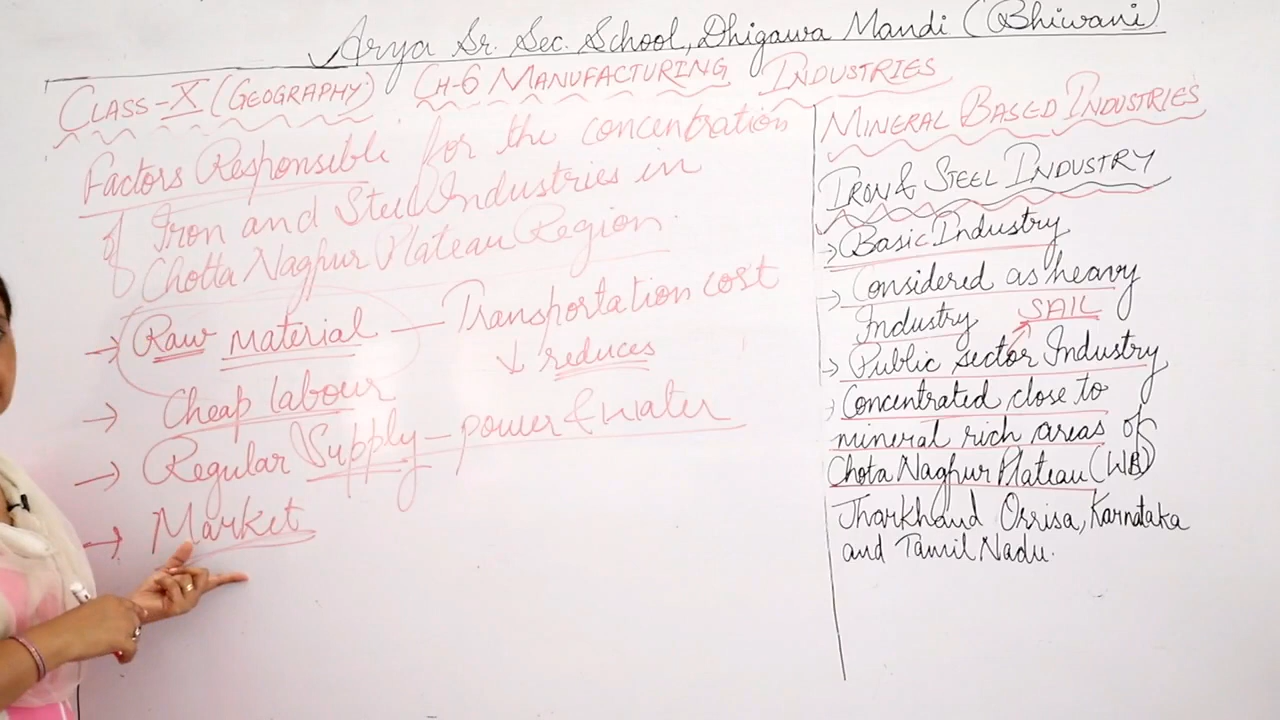 Arya Sr. Sec. School, Dhigawa Mandi (Bhiwani)
CLASS-X (GEOGRAPHY) CH-6 MANUFACTURING INDUSTRIES
Factors Responsible for the concentration
of Iron and Steel Industries in
Chotta Nagpur Plateau Region.
→ Raw material — Transportation cost
↓ reduces
→ Cheap labour
→ Regular Supply – power & water
→ Market
MINERAL BASED INDUSTRIES
IRON & STEEL INDUSTRY
→ Basic Industry
→ Considered as heavy
Industry SAIL
→ Public sector Industry
→ Concentrated close to
mineral rich areas of
Chota Nagpur Plateau (WB)
Jharkhand Orrisa, Karnataka
and Tamil Nadu.